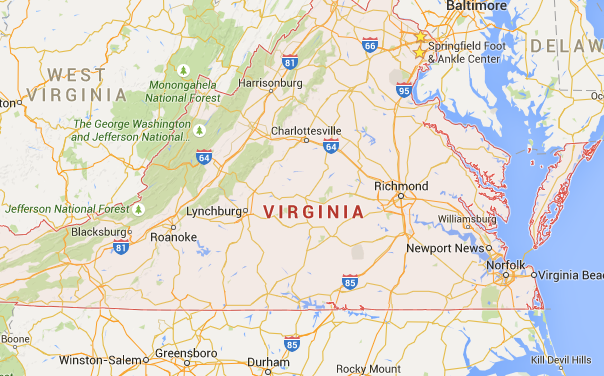 Baltimore
66
81
Springfield Foot
& Ankle Center
DELAW
WEST
VIRGINIA
Monongahela
National Forest
Harrisonburg
95
The George Washington
and Jefferson National...
Charlottesville
64
64
Richmond
Jefferson National Forest
Lynchburg
VIRGINIA
Williamsburg
Blacksburg
81
Roanoke
Newport News
Norfolk
Virginia Beac
85
Boone
85
Winston-Salem
Greensboro
Durham
Rocky Mount
Kill Devil Hills